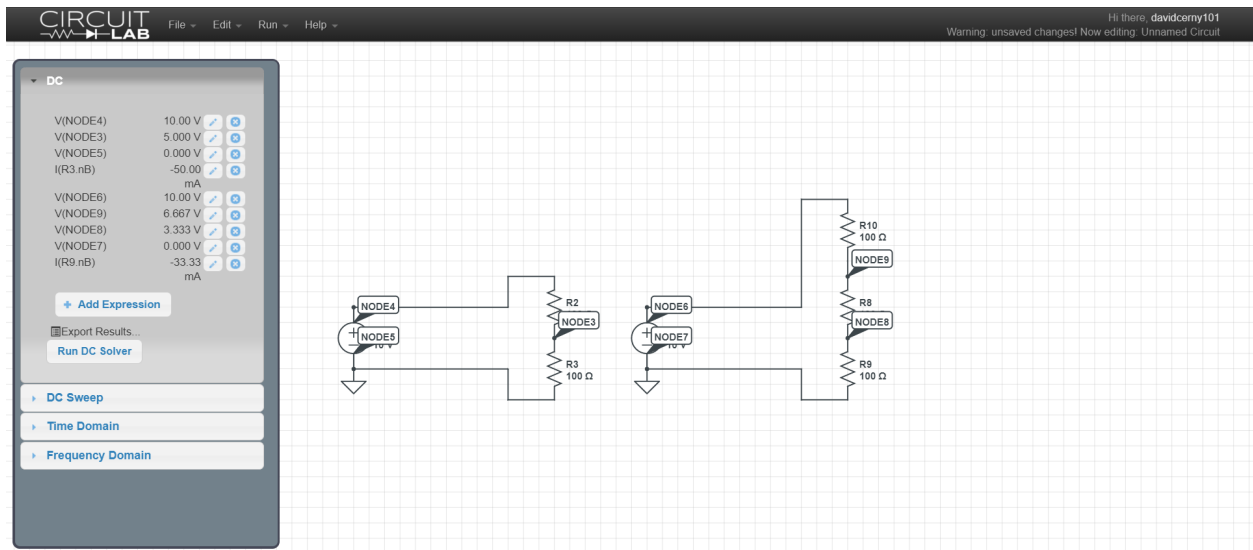 CIRCUIT
LAB
File Edit Run Help
Hi there, davidcerny101
Warning: unsaved changes! Now editing: Unnamed Circuit
DC
V(NODE4) 10.00 V
V(NODE3) 5.000 V
V(NODE5) 0.000 V
I(R3.nB) -50.00
mA
V(NODE6) 10.00 V
V(NODE9) 6.667 V
V(NODE8) 3.333 V
V(NODE7) 0.000 V
I(R9.nB) -33.33
mA
+ Add Expression
Export Results...
Run DC Solver
DC Sweep
Time Domain
Frequency Domain
NODE4
NODE5
R2
NODE3
R3
100 Ω
NODE6
NODE7
R10
100 Ω
NODE9
R8
NODE8
R9
100 Ω